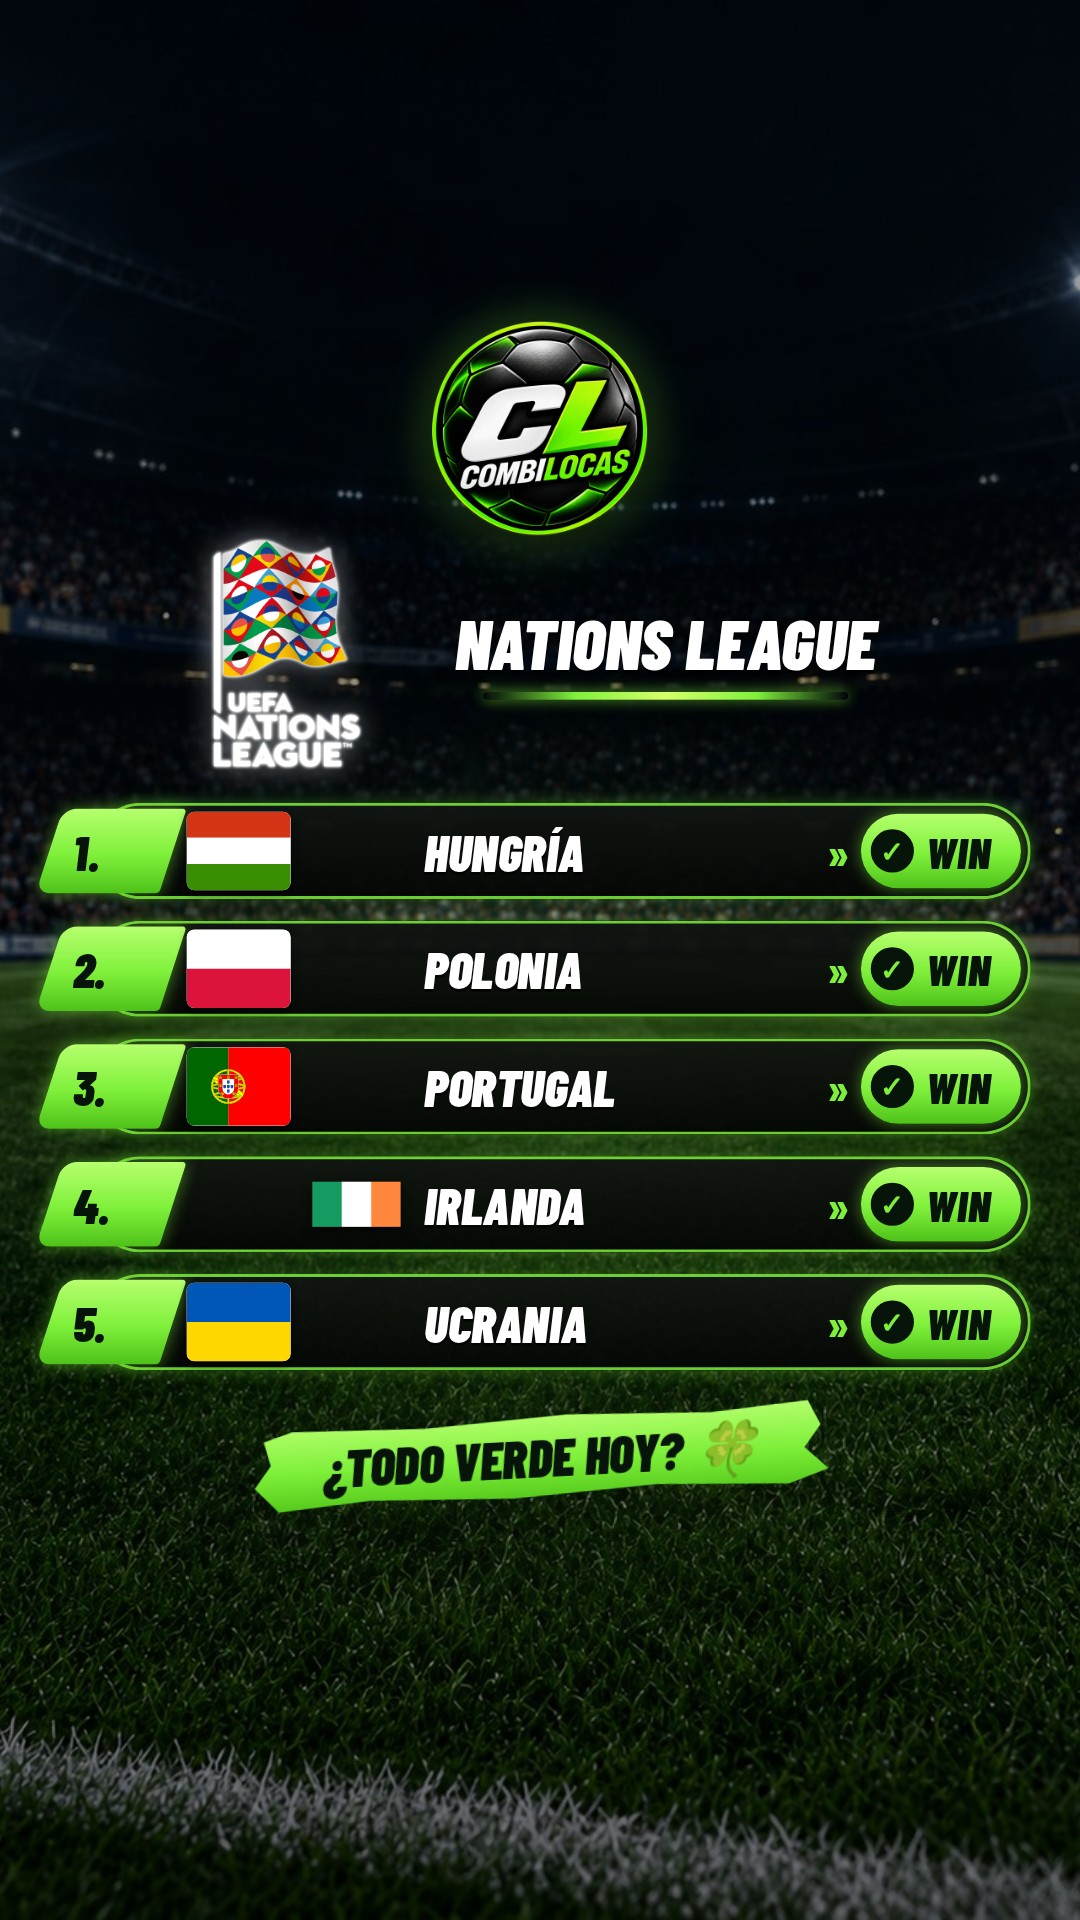 CL
COMBILOCAS
UEFA
NATIONS
LEAGUE™
NATIONS LEAGUE
1. HUNGRÍA » ✓ WIN
2. POLONIA » ✓ WIN
3. PORTUGAL » ✓ WIN
4. IRLANDA » ✓ WIN
5. UCRANIA » ✓ WIN
¿TODO VERDE HOY? 🍀